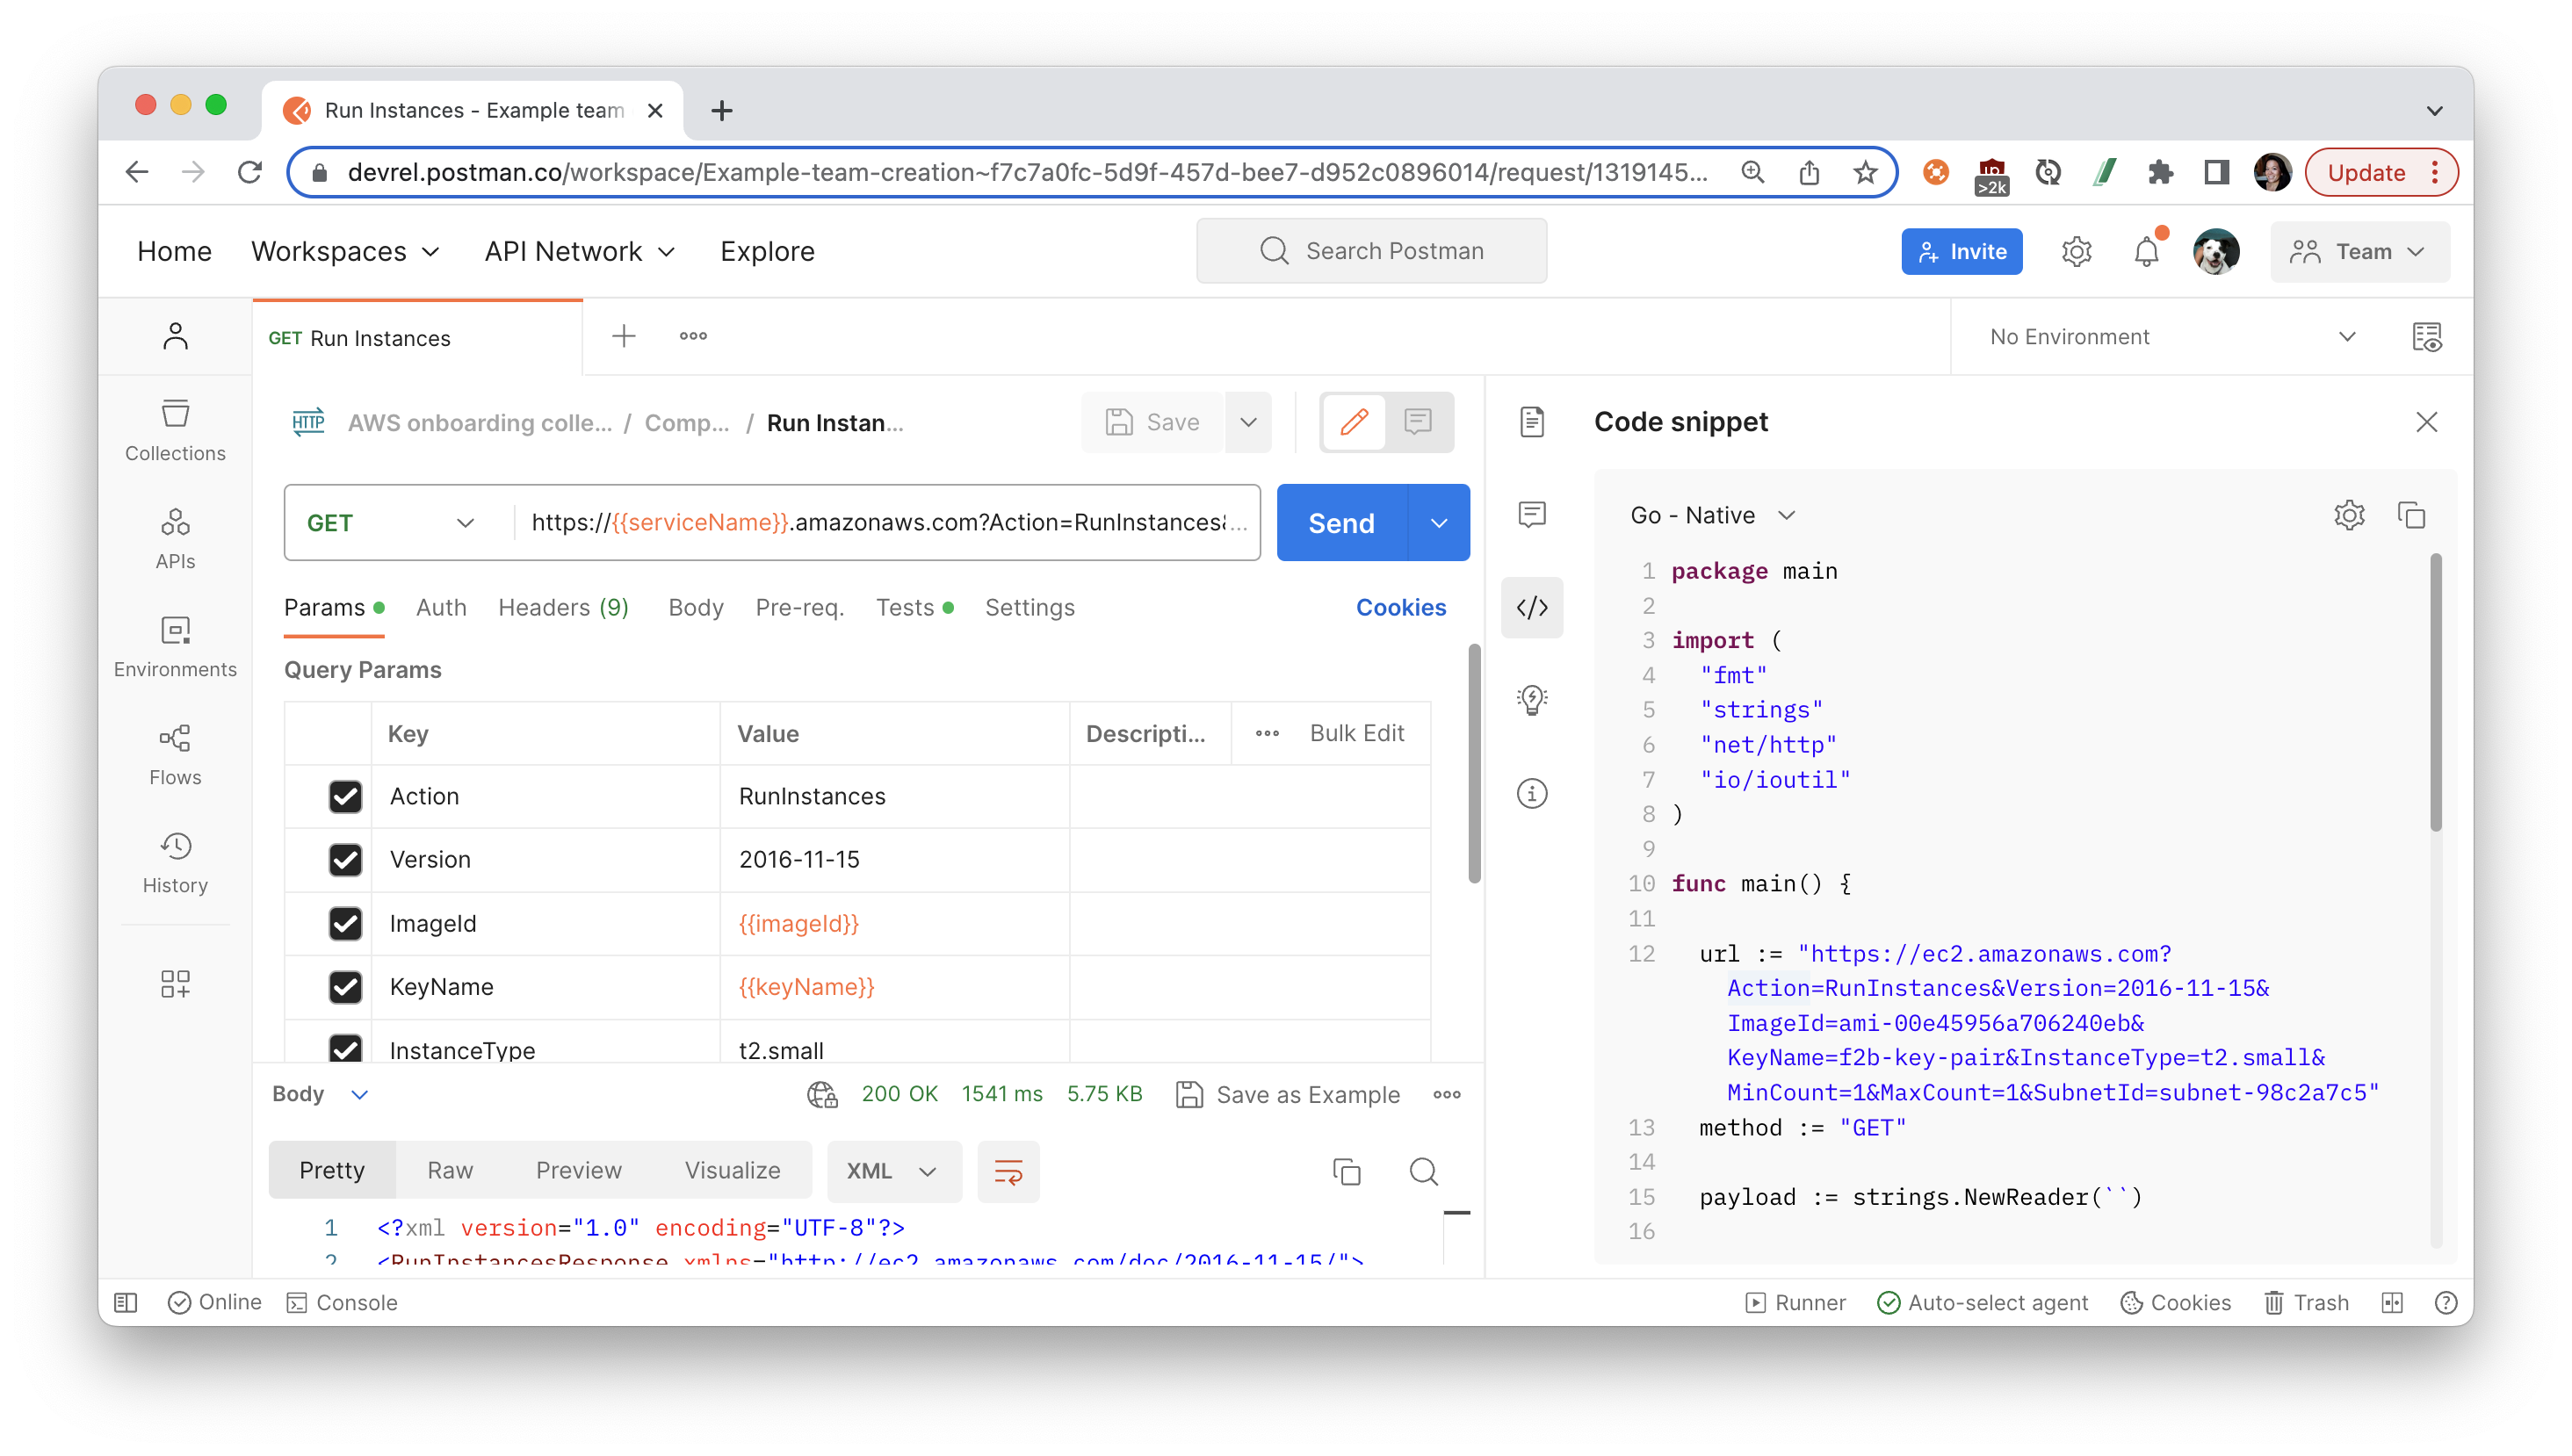 Run Instances - Example team
devrel.postman.co/workspace/Example-team-creation~f7c7a0fc-5d9f-457d-bee7-d952c0896014/request/1319145...
>2k
Update
Home
Workspaces
API Network
Explore
Search Postman
Invite
Team
GET Run Instances
No Environment
Collections
APIs
Environments
Flows
History
HTTP
AWS onboarding colle... / Comp... / Run Instan...
Save
GET
https://{{serviceName}}.amazonaws.com?Action=RunInstances&...
Send
Params
Auth
Headers (9)
Body
Pre-req.
Tests
Settings
Cookies
Query Params
Key Value Descripti... Bulk Edit
Action RunInstances
Version 2016-11-15
ImageId {{imageId}}
KeyName {{keyName}}
InstanceType t2.small
Body
200 OK 1541 ms 5.75 KB Save as Example
Pretty Raw Preview Visualize XML
1 <?xml version="1.0" encoding="UTF-8"?>
2 <RunInstancesResponse xmlns="http://ec2.amazonaws.com/doc/2016-11-15/">
Code snippet
Go - Native
1 package main
2
3 import (
4 "fmt"
5 "strings"
6 "net/http"
7 "io/ioutil"
8 )
9
10 func main() {
11
12 url := "https://ec2.amazonaws.com?
Action=RunInstances&Version=2016-11-15&
ImageId=ami-00e45956a706240eb&
KeyName=f2b-key-pair&InstanceType=t2.small&
MinCount=1&MaxCount=1&SubnetId=subnet-98c2a7c5"
13 method := "GET"
14
15 payload := strings.NewReader(``)
16
Online
Console
Runner
Auto-select agent
Cookies
Trash